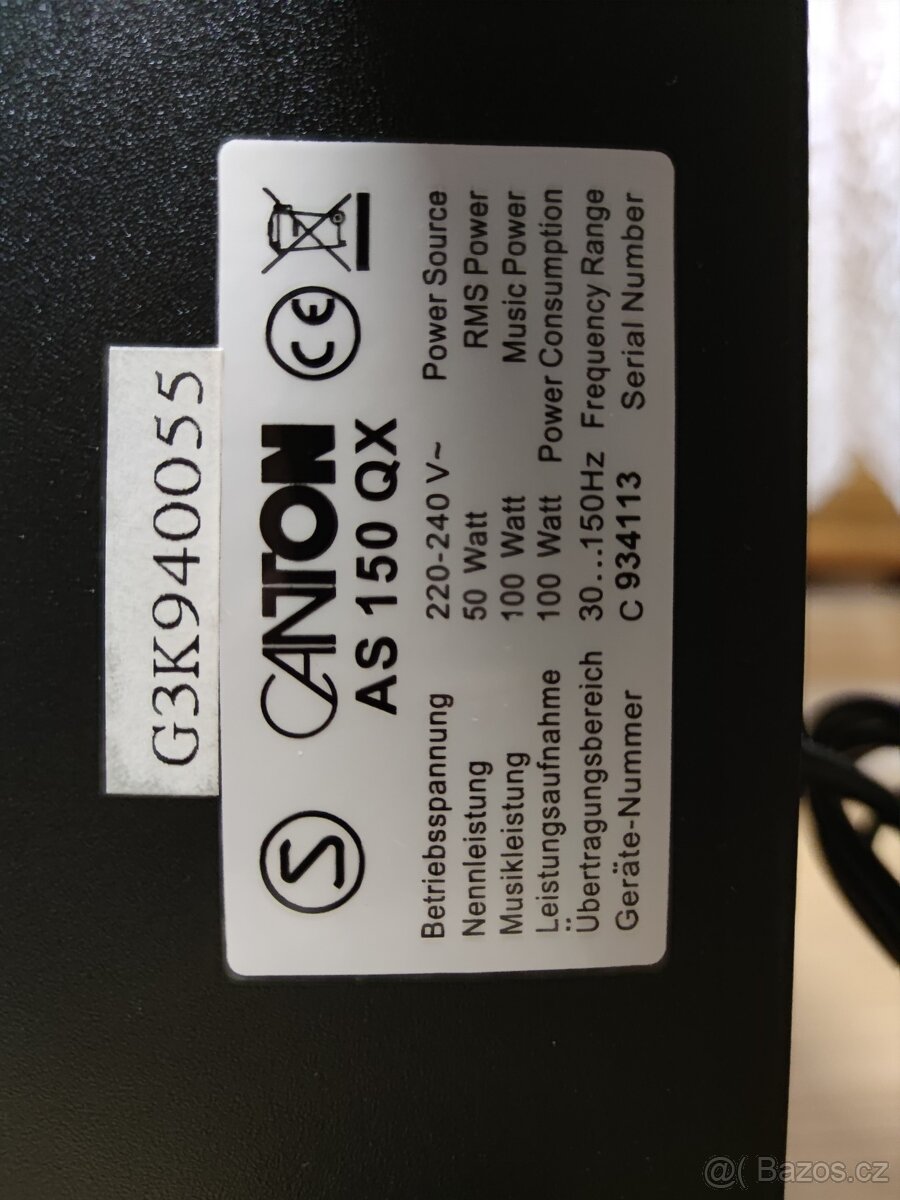 G3K940055
S CANTON CE
AS 150 QX
Betriebsspannung 220-240 V~ Power Source
Nennleistung 50 Watt RMS Power
Musikleistung 100 Watt Music Power
Leistungsaufnahme 100 Watt Power Consumption
Übertragungsbereich 30...150Hz Frequency Range
Geräte-Nummer C 934113 Serial Number
@( Bazos.cz